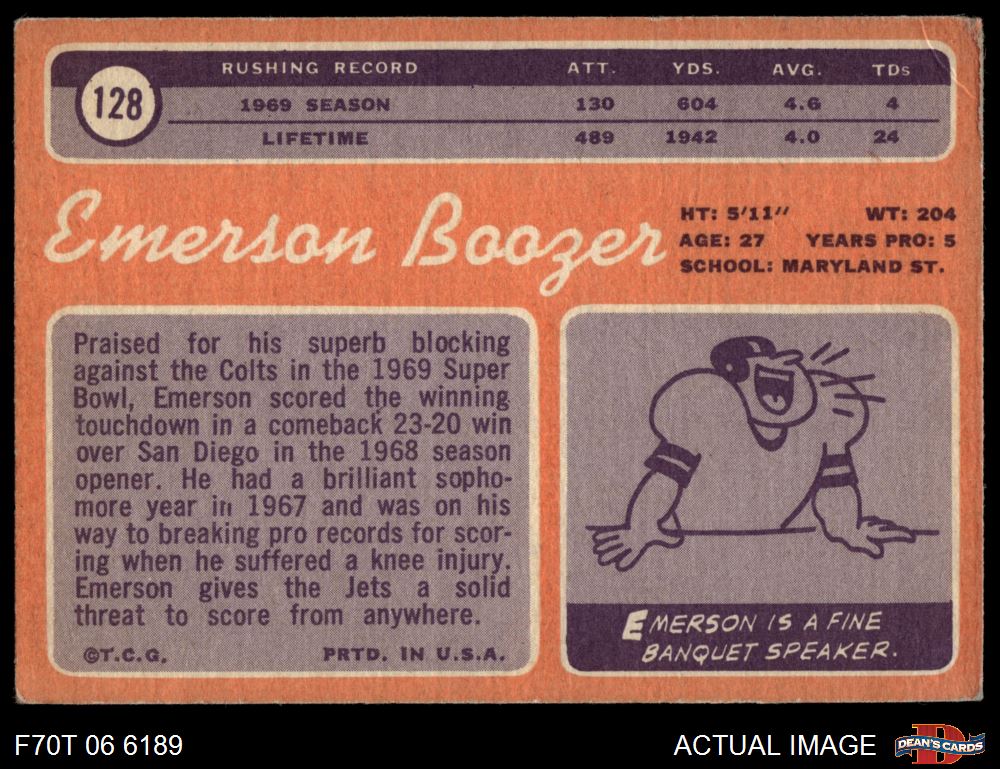 128
RUSHING RECORD ATT. YDS. AVG. TDs
1969 SEASON 130 604 4.6 4
LIFETIME 489 1942 4.0 24
Emerson Boozer
HT: 5'11" WT: 204
AGE: 27 YEARS PRO: 5
SCHOOL: MARYLAND ST.
Praised for his superb blocking
against the Colts in the 1969 Super
Bowl, Emerson scored the winning
touchdown in a comeback 23-20 win
over San Diego in the 1968 season
opener. He had a brilliant sopho-
more year in 1967 and was on his
way to breaking pro records for scor-
ing when he suffered a knee injury.
Emerson gives the Jets a solid
threat to score from anywhere.
©T.C.G. PRTD. IN U.S.A.
EMERSON IS A FINE
BANQUET SPEAKER.
F70T 06 6189
ACTUAL IMAGE
D
DEAN'S CARDS